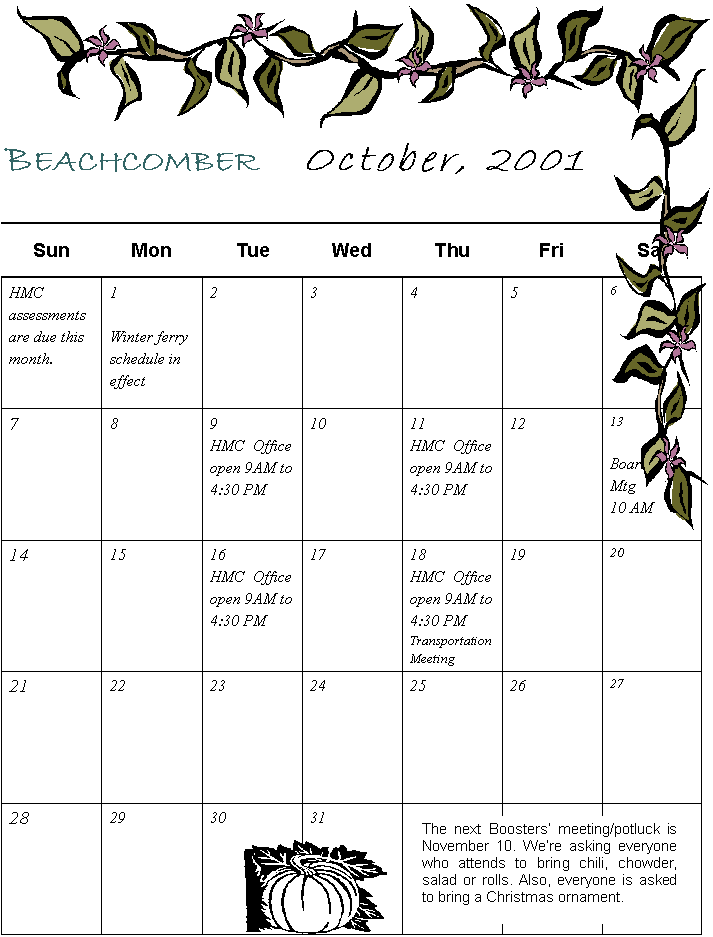 BEACHCOMBER October, 2001
Sun Mon Tue Wed Thu Fri Sa
HMC
assessments
are due this
month.
1
Winter ferry
schedule in
effect
2
3
4
5
6
7
8
9
HMC Office
open 9AM to
4:30 PM
10
11
HMC Office
open 9AM to
4:30 PM
12
13
Boar
Mtg
10 AM
14
15
16
HMC Office
open 9AM to
4:30 PM
17
18
HMC Office
open 9AM to
4:30 PM
Transportation
Meeting
19
20
21
22
23
24
25
26
27
28
29
30
31
The next Boosters' meeting/potluck is
November 10. We're asking everyone
who attends to bring chili, chowder,
salad or rolls. Also, everyone is asked
to bring a Christmas ornament.